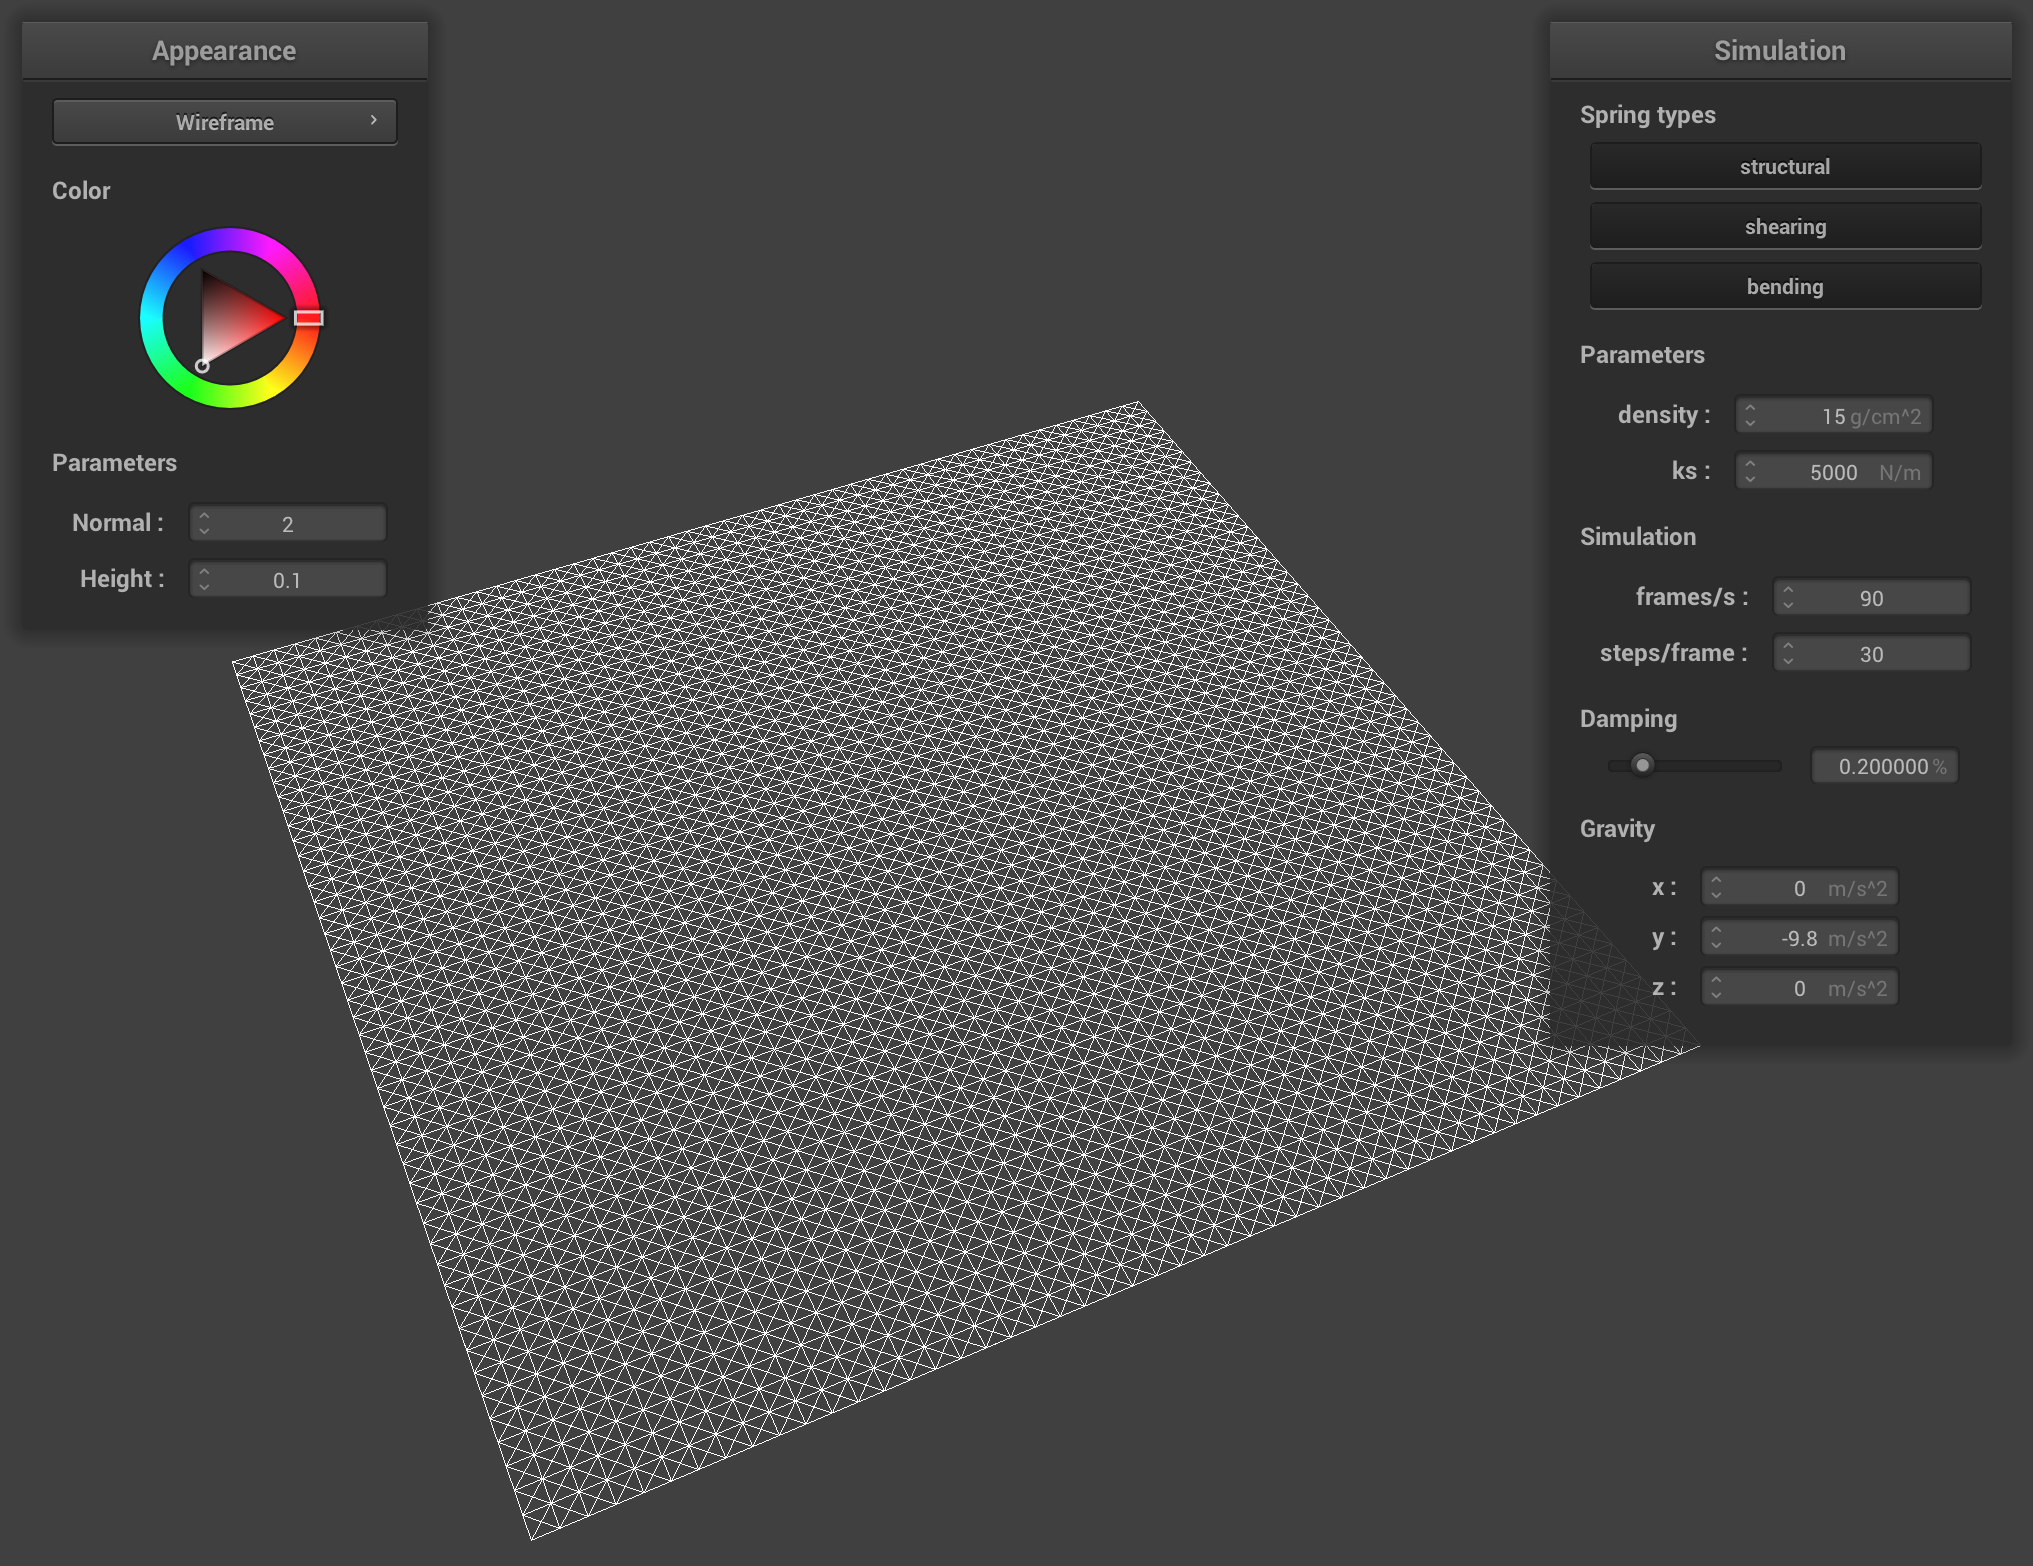 Appearance
Wireframe
Color
Parameters
Normal : 2
Height : 0.1
Simulation
Spring types
structural
shearing
bending
Parameters
density : 15 g/cm^2
ks : 5000 N/m
Simulation
frames/s : 90
steps/frame : 30
Damping
0.200000 %
Gravity
x : 0 m/s^2
y : -9.8 m/s^2
z : 0 m/s^2